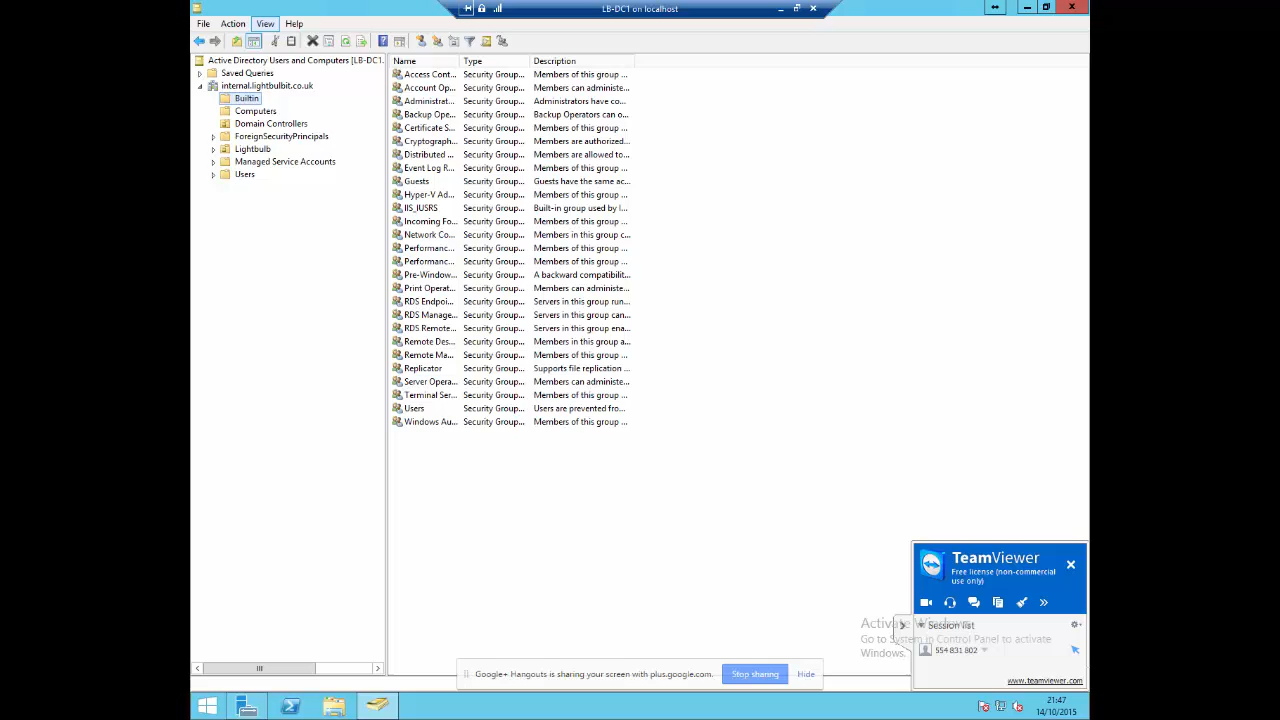 LB-DC1 on localhost
File Action View Help
Active Directory Users and Computers [LB-DC1.
Saved Queries
internal.lightbulbit.co.uk
Builtin
Computers
Domain Controllers
ForeignSecurityPrincipals
Lightbulb
Managed Service Accounts
Users
Name Type Description
Access Cont... Security Group... Members of this group ...
Account Op... Security Group... Members can administe...
Administrat... Security Group... Administrators have co...
Backup Ope... Security Group... Backup Operators can o...
Certificate S... Security Group... Members of this group ...
Cryptograph... Security Group... Members are authorized...
Distributed ... Security Group... Members are allowed to...
Event Log R... Security Group... Members of this group ...
Guests Security Group... Guests have the same ac...
Hyper-V Ad... Security Group... Members of this group ...
IIS_IUSRS Security Group... Built-in group used by I...
Incoming Fo... Security Group... Members of this group ...
Network Co... Security Group... Members in this group c...
Performanc... Security Group... Members of this group ...
Performanc... Security Group... Members of this group ...
Pre-Window... Security Group... A backward compatibilit...
Print Operat... Security Group... Members can administe...
RDS Endpoi... Security Group... Servers in this group run...
RDS Manage... Security Group... Servers in this group can...
RDS Remote... Security Group... Servers in this group ena...
Remote Des... Security Group... Members in this group a...
Remote Ma... Security Group... Members of this group ...
Replicator Security Group... Supports file replication ...
Server Opera... Security Group... Members can administe...
Terminal Ser... Security Group... Members of this group ...
Users Security Group... Users are prevented fro...
Windows Au... Security Group... Members of this group ...
TeamViewer
Free license (non-commercial
use only)
Activate Windows
Session list
Go to System in Control Panel to activate
Windows.
554 831 802
www.teamviewer.com
Google+ Hangouts is sharing your screen with plus.google.com. Stop sharing Hide
21:47
14/10/2015